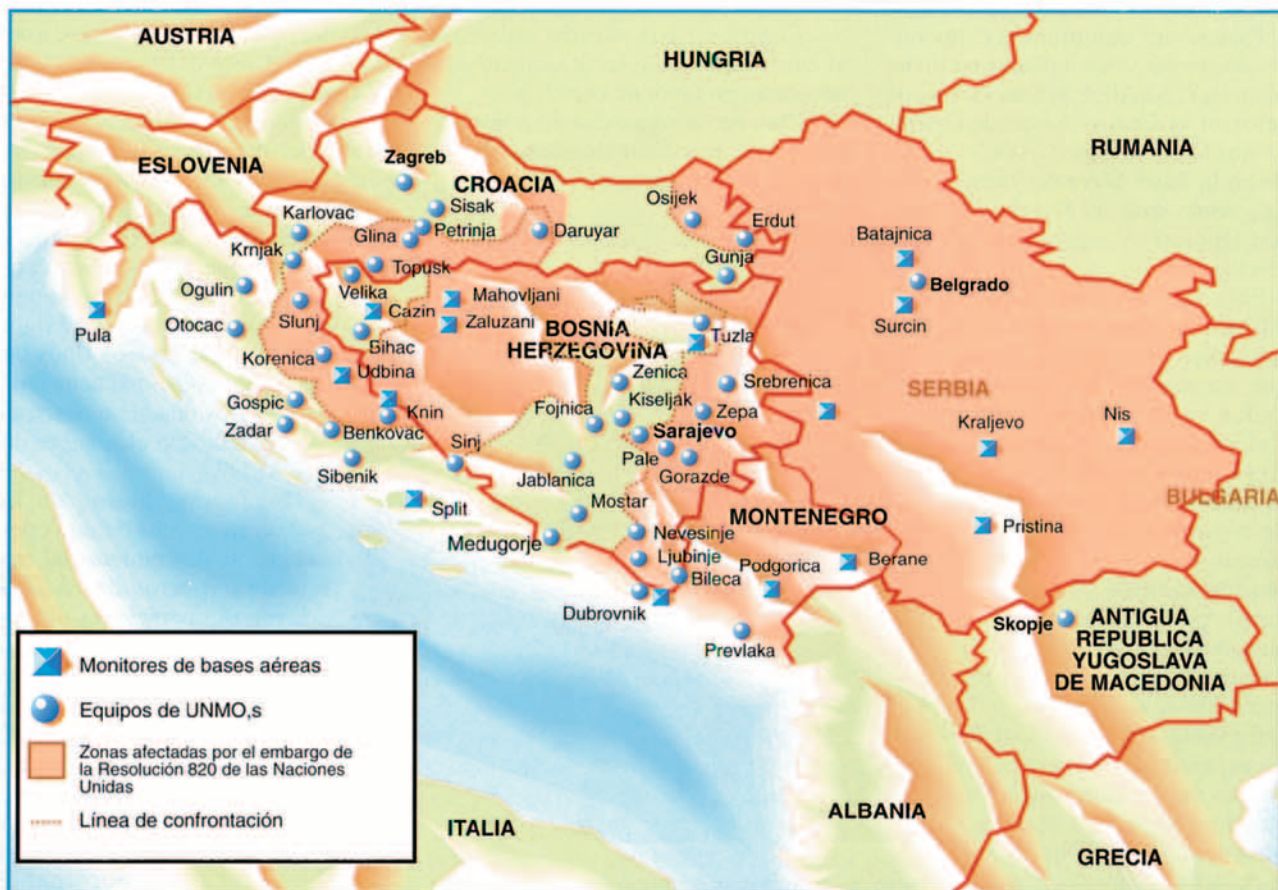 AUSTRIA
HUNGRIA
RUMANIA
ESLOVENIA
Zagreb
CROACIA
Osijek
Erdut
Karlovac
Sisak
Petrinja
Glina
Daruyar
Batajnica
Krnjak
Topusk
Gunja
Belgrado
Ogulin
Velika
Mahovljani
Cazin
Surcin
Pula
Otocac
Slunj
Zaluzani
BOSNIA
HERZEGOVINA
Tuzla
Bihac
Korenica
Udbina
Zenica
Srebrenica
SERBIA
Gospic
Knin
Fojnica
Kiseljak
Zepa
Kraljevo
Nis
Zadar
Benkovac
Sinj
Sarajevo
Pale
Gorazde
Sibenik
Jablanica
BULGARIA
Split
Mostar
MONTENEGRO
Pristina
Medugorje
Nevesinje
Ljubinje
Podgorica
Berane
Bileca
Dubrovnik
Prevlaka
Skopje
ANTIGUA
REPUBLICA
YUGOSLAVA
DE MACEDONIA
Monitores de bases aéreas
Equipos de UNMO,s
Zonas afectadas por el embargo de
la Resolución 820 de las Naciones
Unidas
Línea de confrontación
ITALIA
ALBANIA
GRECIA